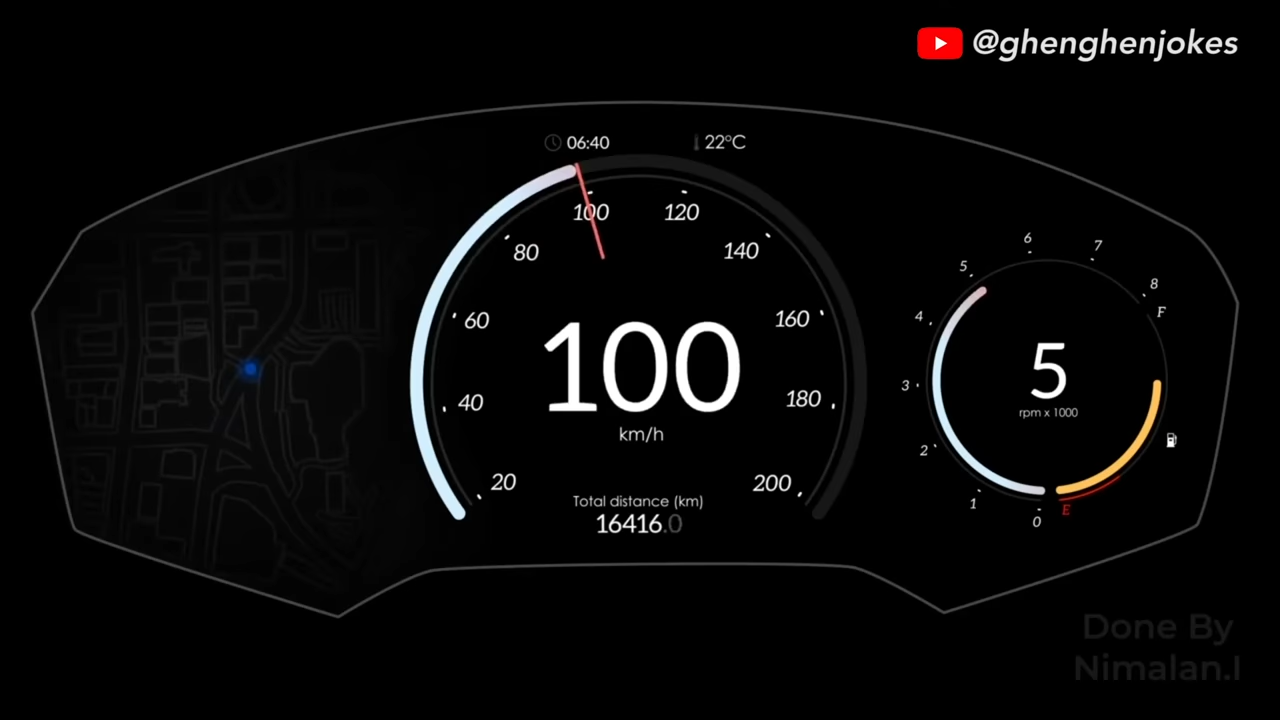 @ghenghenjokes
06:40
22°C
100
120
80
140
60
160
40
180
20
200
100
km/h
Total distance (km)
16416.0
6
7
5
8
4
F
3
5
rpm x 1000
2
1
0
E
Done By
Nimalan.I